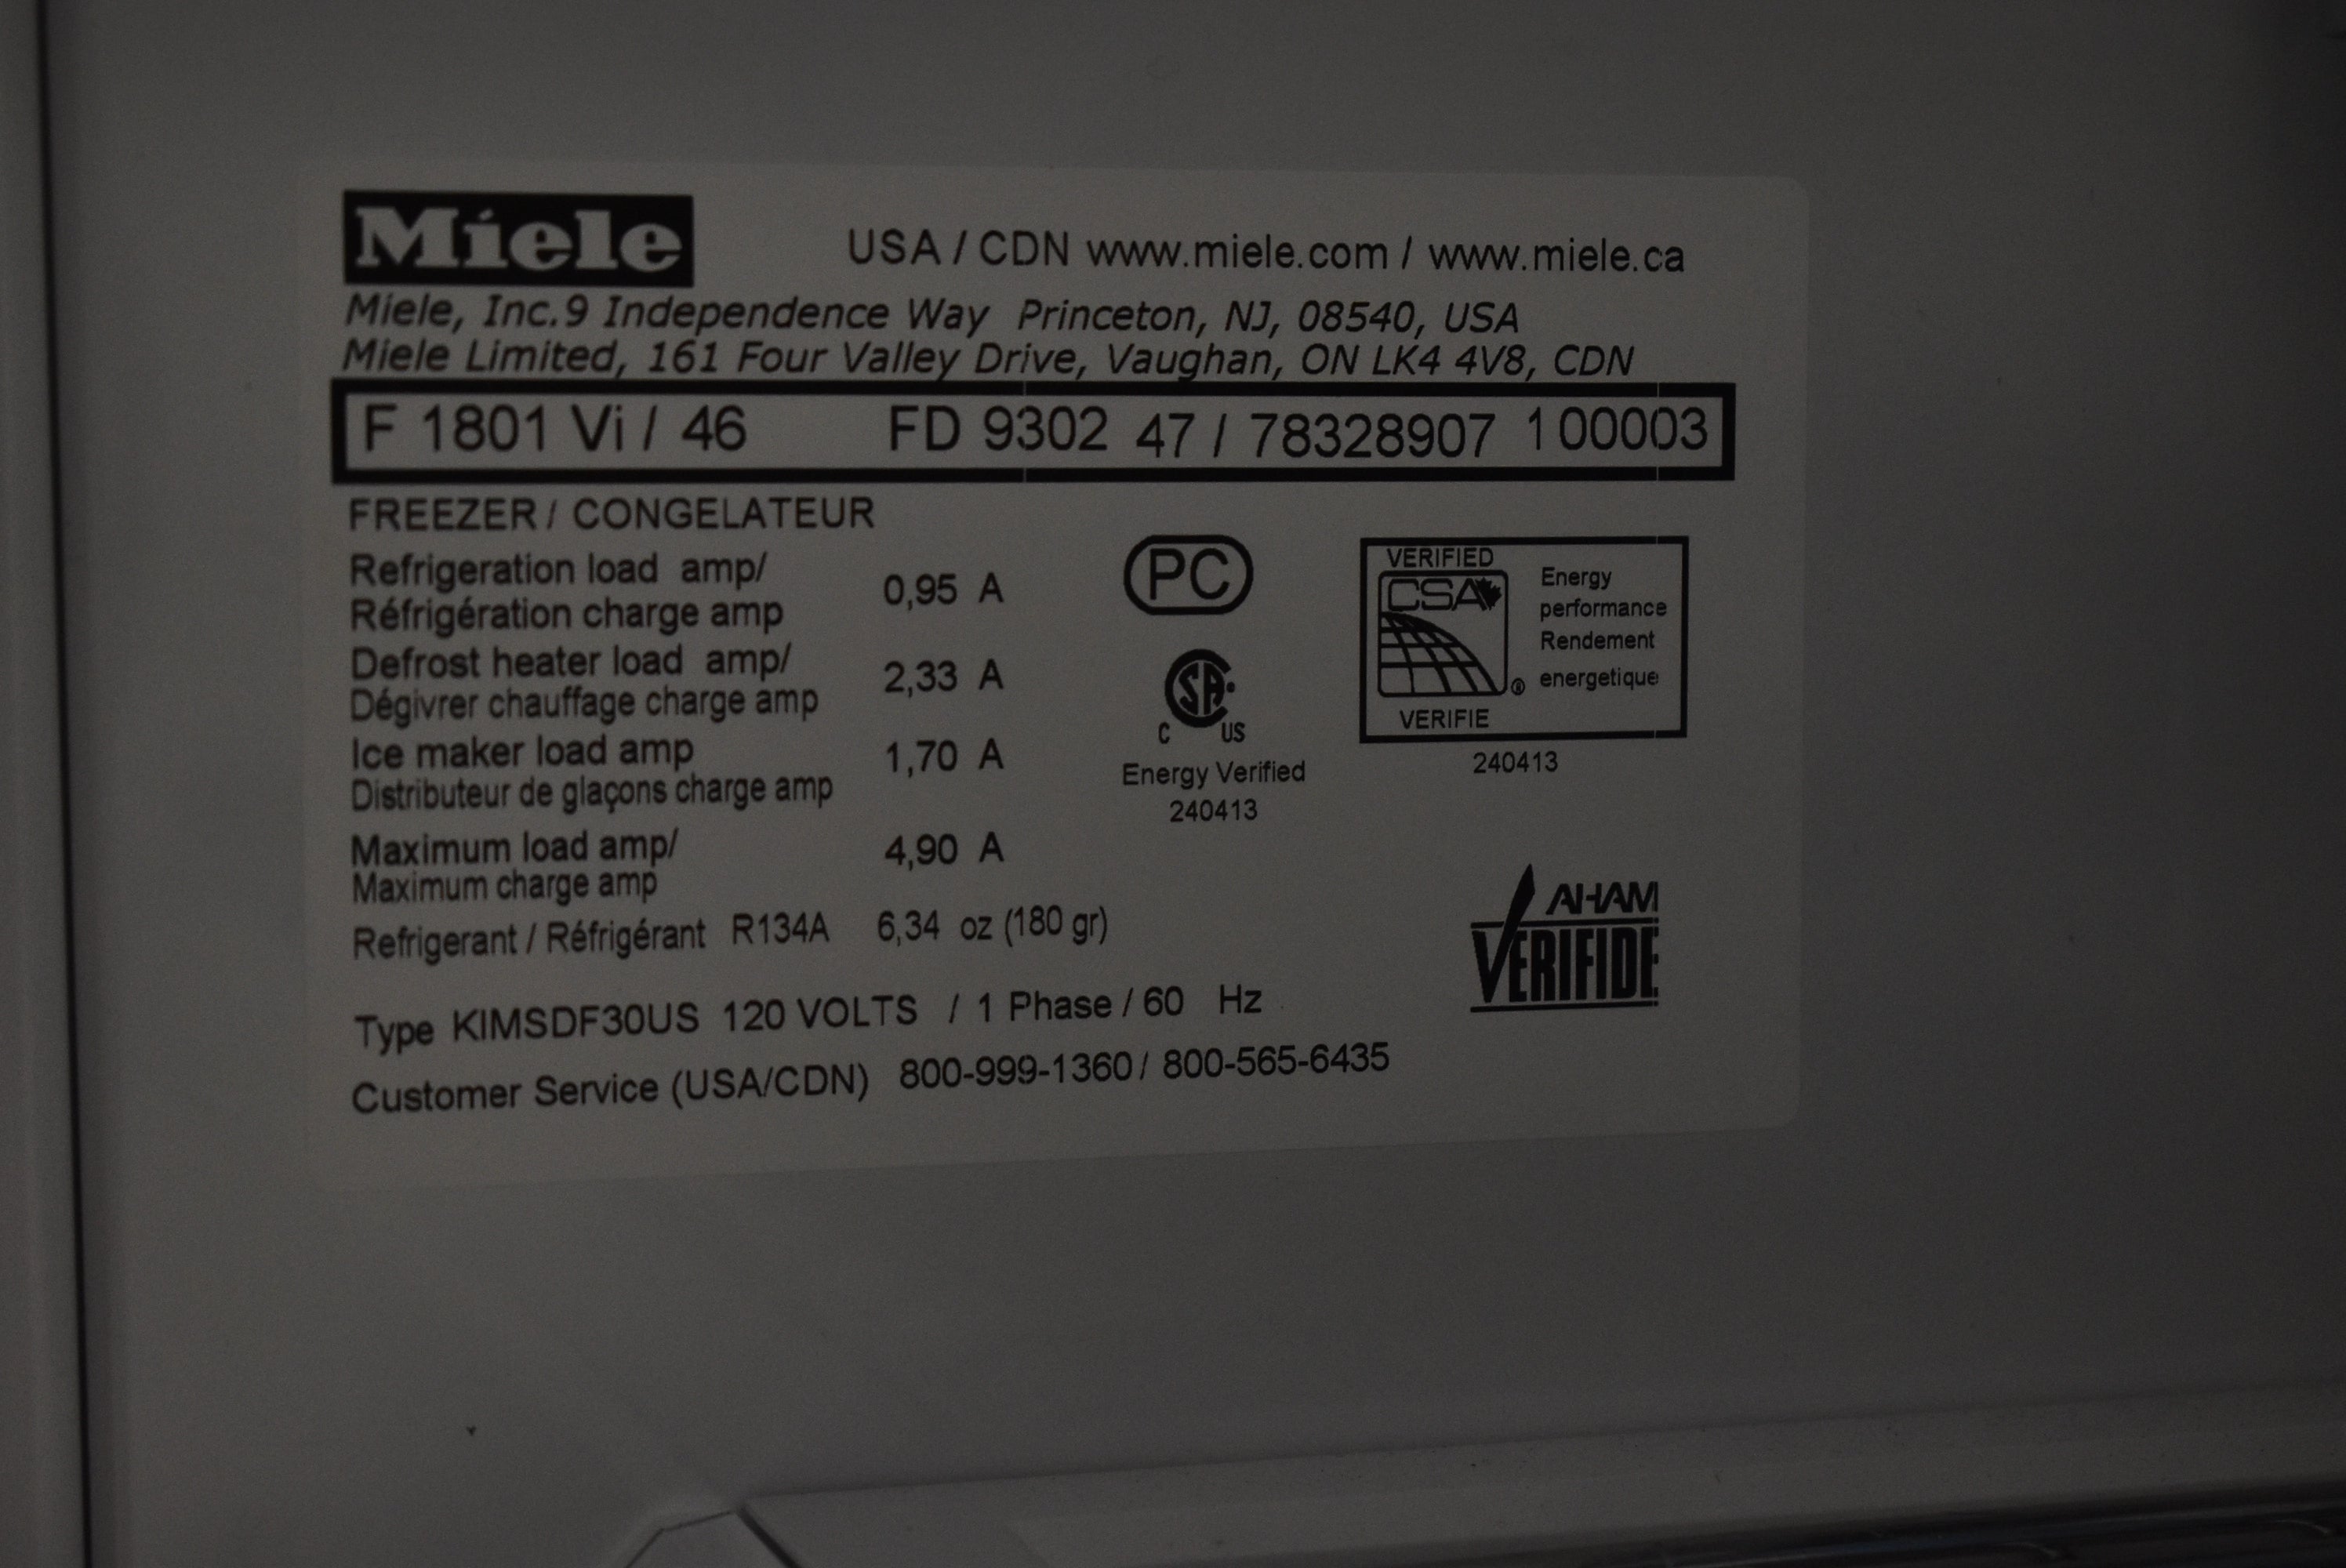 Miele
USA / CDN www.miele.com / www.miele.ca
Miele, Inc.9 Independence Way Princeton, NJ, 08540, USA
Miele Limited, 161 Four Valley Drive, Vaughan, ON LK4 4V8, CDN
F 1801 Vi / 46 FD 9302 47 / 78328907 100003
FREEZER / CONGELATEUR
Refrigeration load amp/
Réfrigération charge amp
0,95 A
Defrost heater load amp/
Dégivrer chauffage charge amp
2,33 A
Ice maker load amp
Distributeur de glaçons charge amp
1,70 A
Maximum load amp/
Maximum charge amp
4,90 A
Refrigerant / Réfrigérant R134A 6,34 oz (180 gr)
Type KIMSDF30US 120 VOLTS / 1 Phase / 60 Hz
Customer Service (USA/CDN) 800-999-1360 / 800-565-6435
PC
SA
C US
Energy Verified
240413
VERIFIED
CSA
®
VERIFIE
Energy
performance
Rendement
energetique
240413
AHAM
VERIFIDE